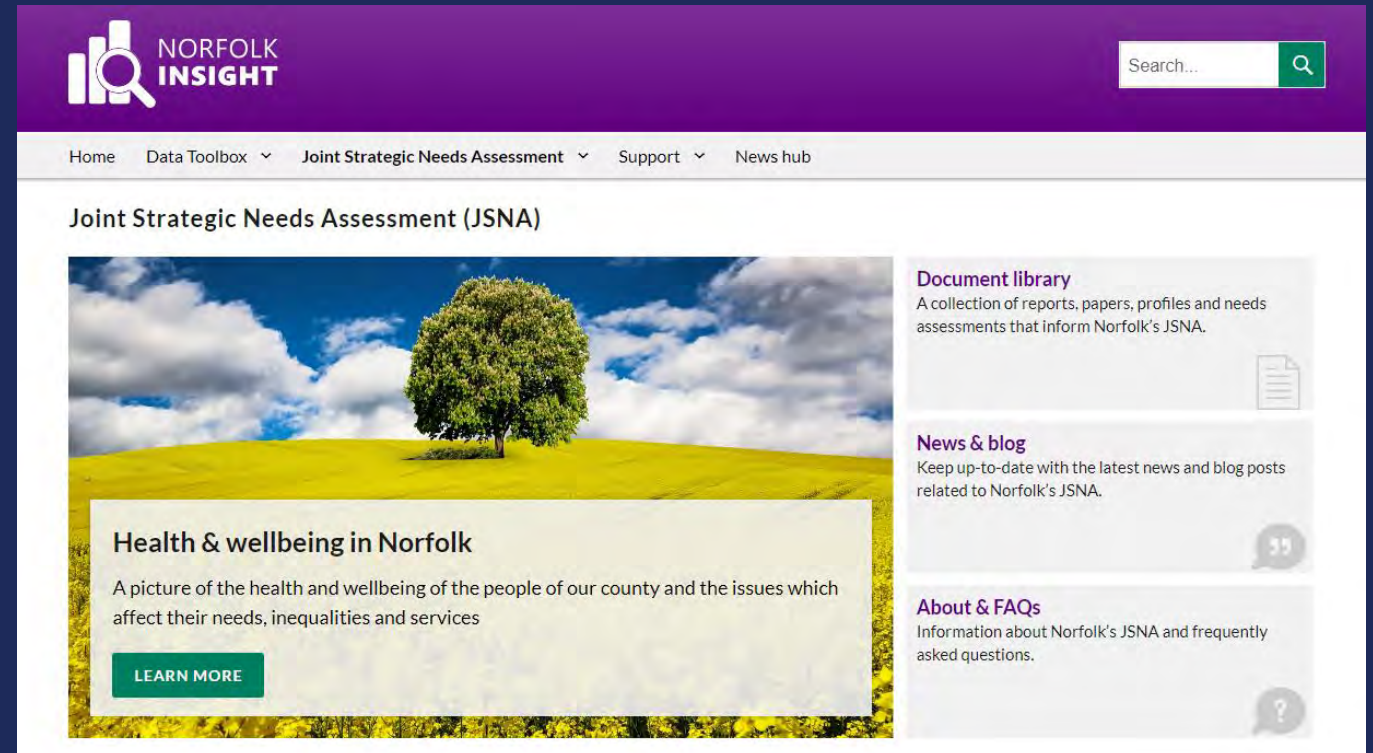 NORFOLK
INSIGHT
Search...
Home Data Toolbox Joint Strategic Needs Assessment Support News hub
Joint Strategic Needs Assessment (JSNA)
Health & wellbeing in Norfolk
A picture of the health and wellbeing of the people of our county and the issues which
affect their needs, inequalities and services
LEARN MORE
Document library
A collection of reports, papers, profiles and needs
assessments that inform Norfolk's JSNA.
News & blog
Keep up-to-date with the latest news and blog posts
related to Norfolk's JSNA.
About & FAQs
Information about Norfolk's JSNA and frequently
asked questions.